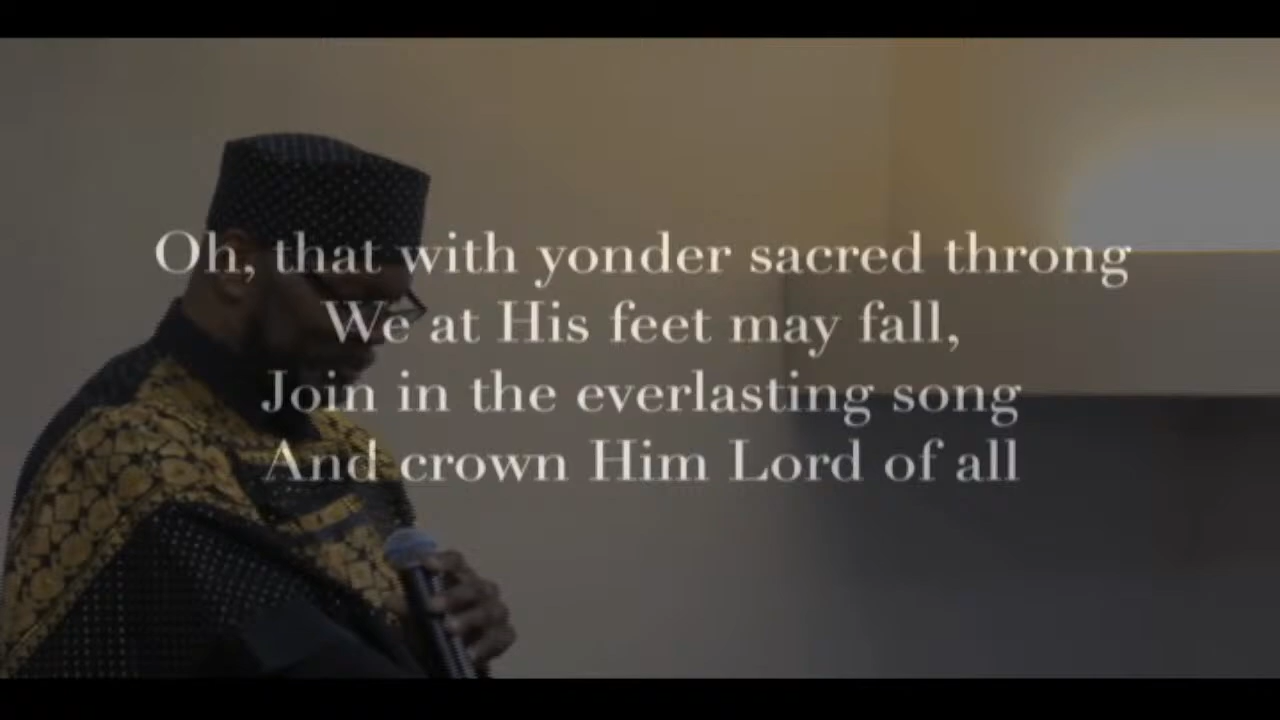 Oh, that with yonder sacred throng
We at His feet may fall,
Join in the everlasting song
And crown Him Lord of all